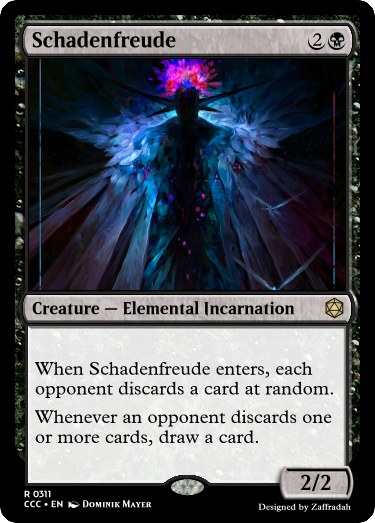 Schadenfreude 2
Creature — Elemental Incarnation
When Schadenfreude enters, each
opponent discards a card at random.
Whenever an opponent discards one
or more cards, draw a card.
2/2
R 0311
CCC • EN Dominik Mayer
Designed by Zaffradah